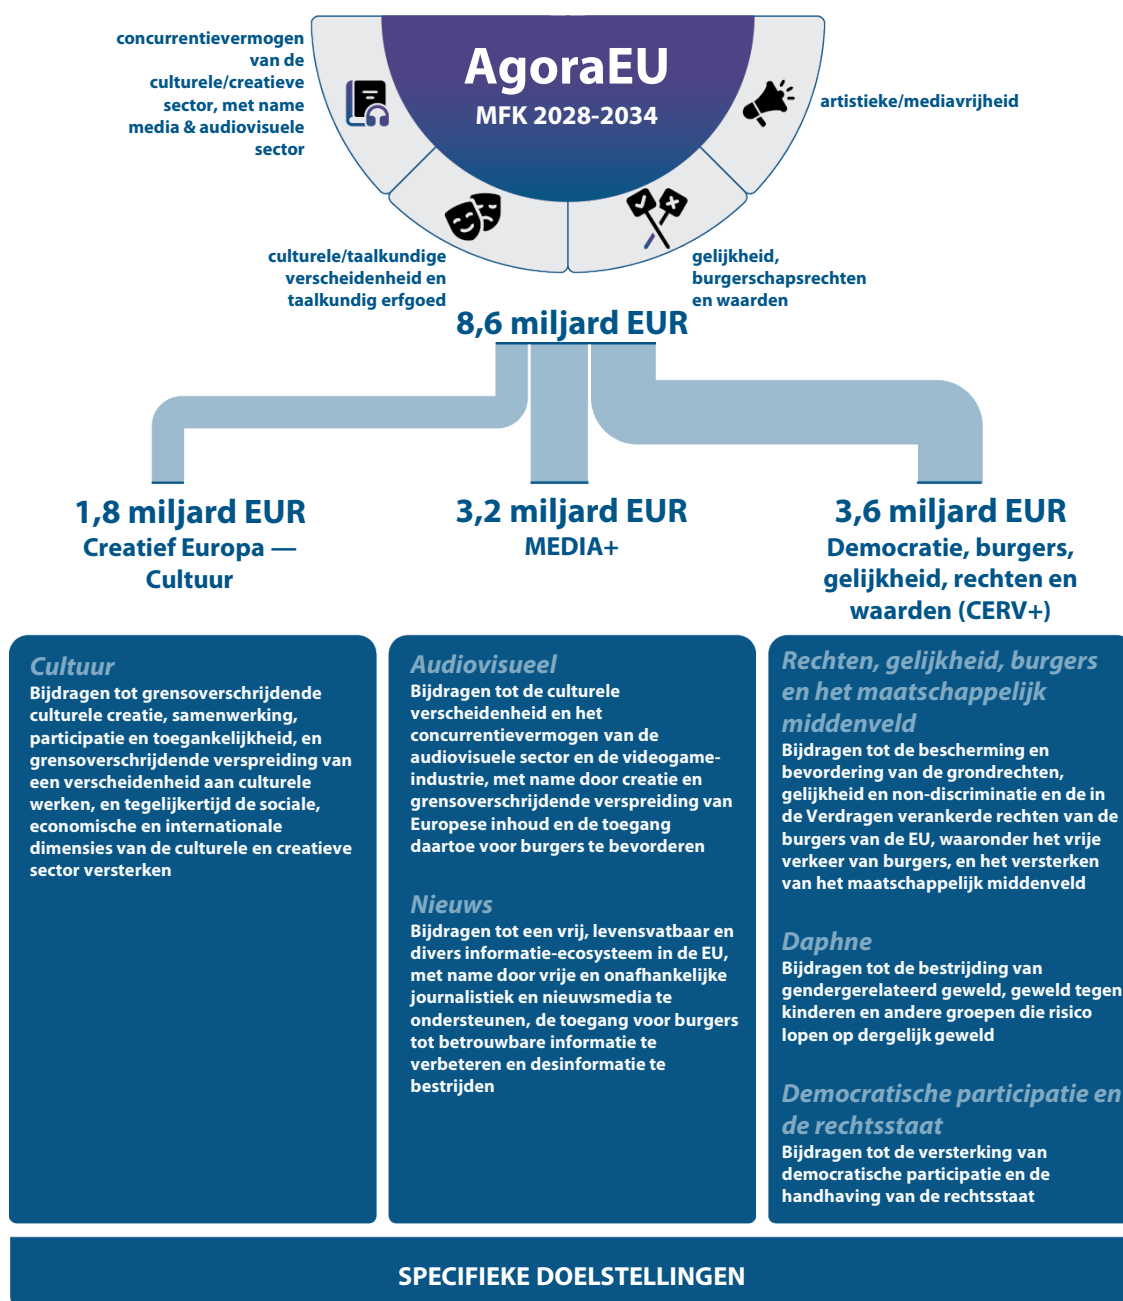 concurrentievermogen
van de
culturele/creatieve
sector, met name
media & audiovisuele
sector
AgoraEU
MFK 2028-2034
artistieke/mediavrijheid
culturele/taalkundige
verscheidenheid en
taalkundig erfgoed
gelijkheid,
burgerschapsrechten
en waarden
8,6 miljard EUR
1,8 miljard EUR
Creatief Europa —
Cultuur
3,2 miljard EUR
MEDIA+
3,6 miljard EUR
Democratie, burgers,
gelijkheid, rechten en
waarden (CERV+)
Cultuur
Bijdragen tot grensoverschrijdende
culturele creatie, samenwerking,
participatie en toegankelijkheid, en
grensoverschrijdende verspreiding van
een verscheidenheid aan culturele
werken, en tegelijkertijd de sociale,
economische en internationale
dimensies van de culturele en creatieve
sector versterken
Audiovisueel
Bijdragen tot de culturele
verscheidenheid en het
concurrentievermogen van de
audiovisuele sector en de videogame-
industrie, met name door creatie en
grensoverschrijdende verspreiding van
Europese inhoud en de toegang
daartoe voor burgers te bevorderen
Nieuws
Bijdragen tot een vrij, levensvatbaar en
divers informatie-ecosysteem in de EU,
met name door vrije en onafhankelijke
journalistiek en nieuwsmedia te
ondersteunen, de toegang voor burgers
tot betrouwbare informatie te
verbeteren en desinformatie te
bestrijden
Rechten, gelijkheid, burgers
en het maatschappelijk
middenveld
Bijdragen tot de bescherming en
bevordering van de grondrechten,
gelijkheid en non-discriminatie en de in
de Verdragen verankerde rechten van de
burgers van de EU, waaronder het vrije
verkeer van burgers, en het versterken
van het maatschappelijk middenveld
Daphne
Bijdragen tot de bestrijding van
gendergerelateerd geweld, geweld tegen
kinderen en andere groepen die risico
lopen op dergelijk geweld
Democratische participatie en
de rechtsstaat
Bijdragen tot de versterking van
democratische participatie en de
handhaving van de rechtsstaat
SPECIFIEKE DOELSTELLINGEN